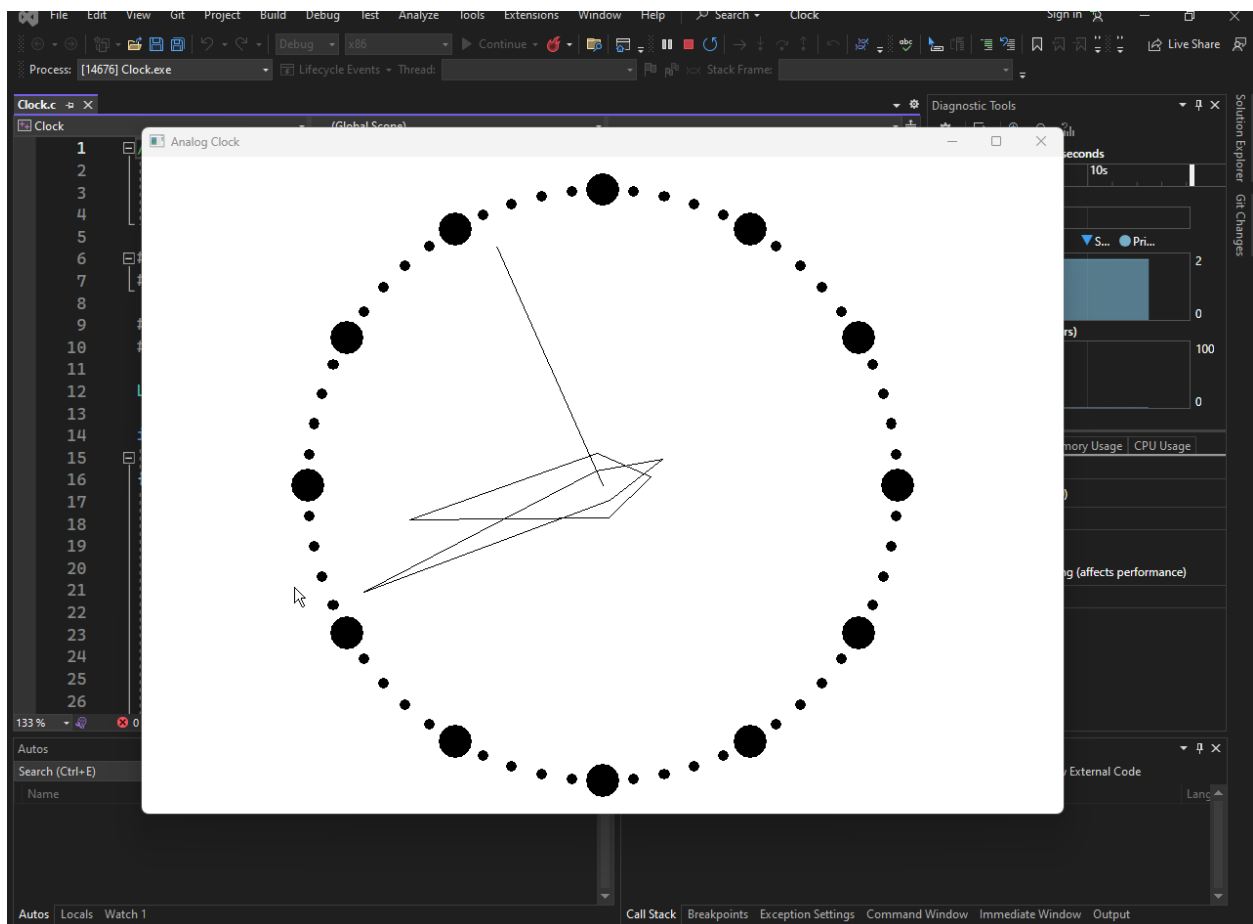 File Edit View Git Project Build Debug Test Analyze Tools Extensions Window Help Search Clock Sign in
Debug x86 Continue Live Share
Process: [14676] Clock.exe Lifecycle Events Thread: Stack Frame:
Clock.c
Diagnostic Tools
Clock (Global Scope)
Analog Clock
seconds
10s
S... Pri...
2
0
rs)
100
0
mory Usage CPU Usage
)
ng (affects performance)
1
2
3
4
5
6
7
8
9
10
11
12
13
14
15
16
17
18
19
20
21
22
23
24
25
26
Solution Explorer
Git Changes
133 % 0
Autos
Search (Ctrl+E)
External Code
Name
Lang
Autos Locals Watch 1
Call Stack Breakpoints Exception Settings Command Window Immediate Window Output